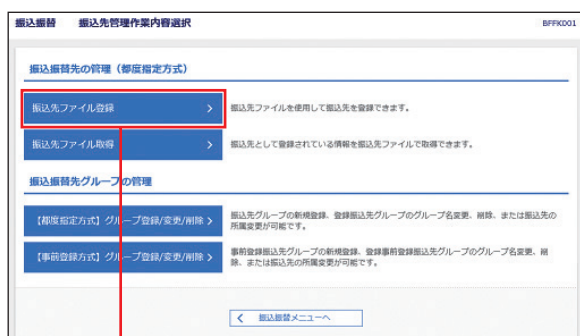 振込振替 振込先管理作業内容選択 BFFK001
振込振替先の管理（都度指定方式）
振込先ファイル登録
振込先ファイルを使用して振込先を登録できます。
振込先ファイル取得
振込先として登録されている情報を振込先ファイルで取得できます。
振込振替先グループの管理
【都度指定方式】グループ登録/変更/削除
振込先グループの新規登録、登録振込先グループのグループ名変更、削除、または振込先の
所属変更が可能です。
【事前登録方式】グループ登録/変更/削除
事前登録振込先グループの新規登録、登録事前登録振込先グループのグループ名変更、削
除、または振込先の所属変更が可能です。
振込振替メニューへ